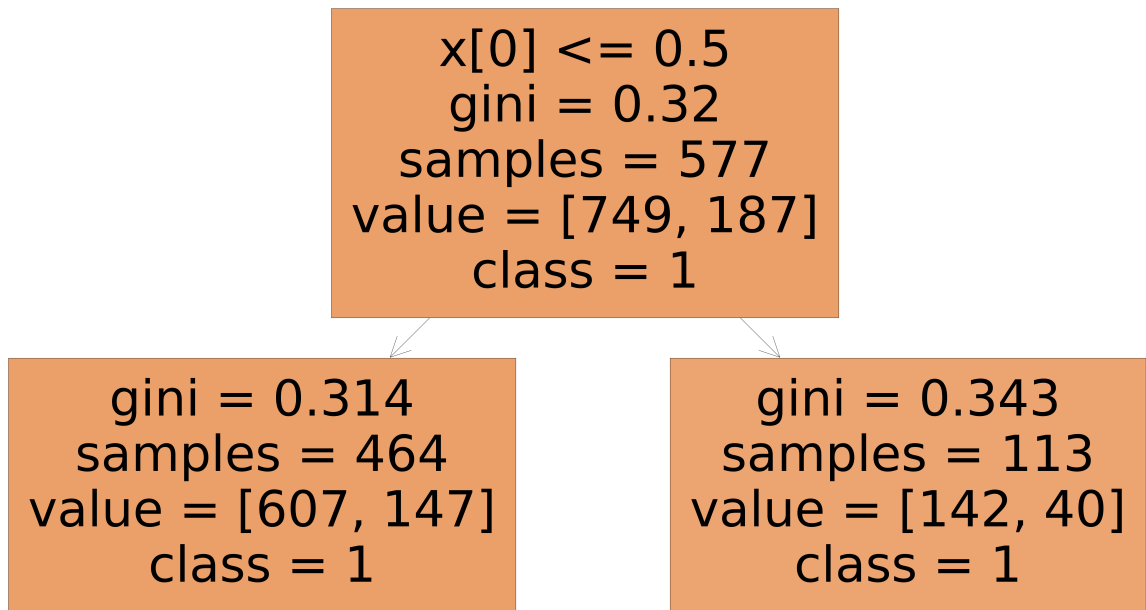 x[0] <= 0.5
gini = 0.32
samples = 577
value = [749, 187]
class = 1
gini = 0.314
samples = 464
value = [607, 147]
class = 1
gini = 0.343
samples = 113
value = [142, 40]
class = 1